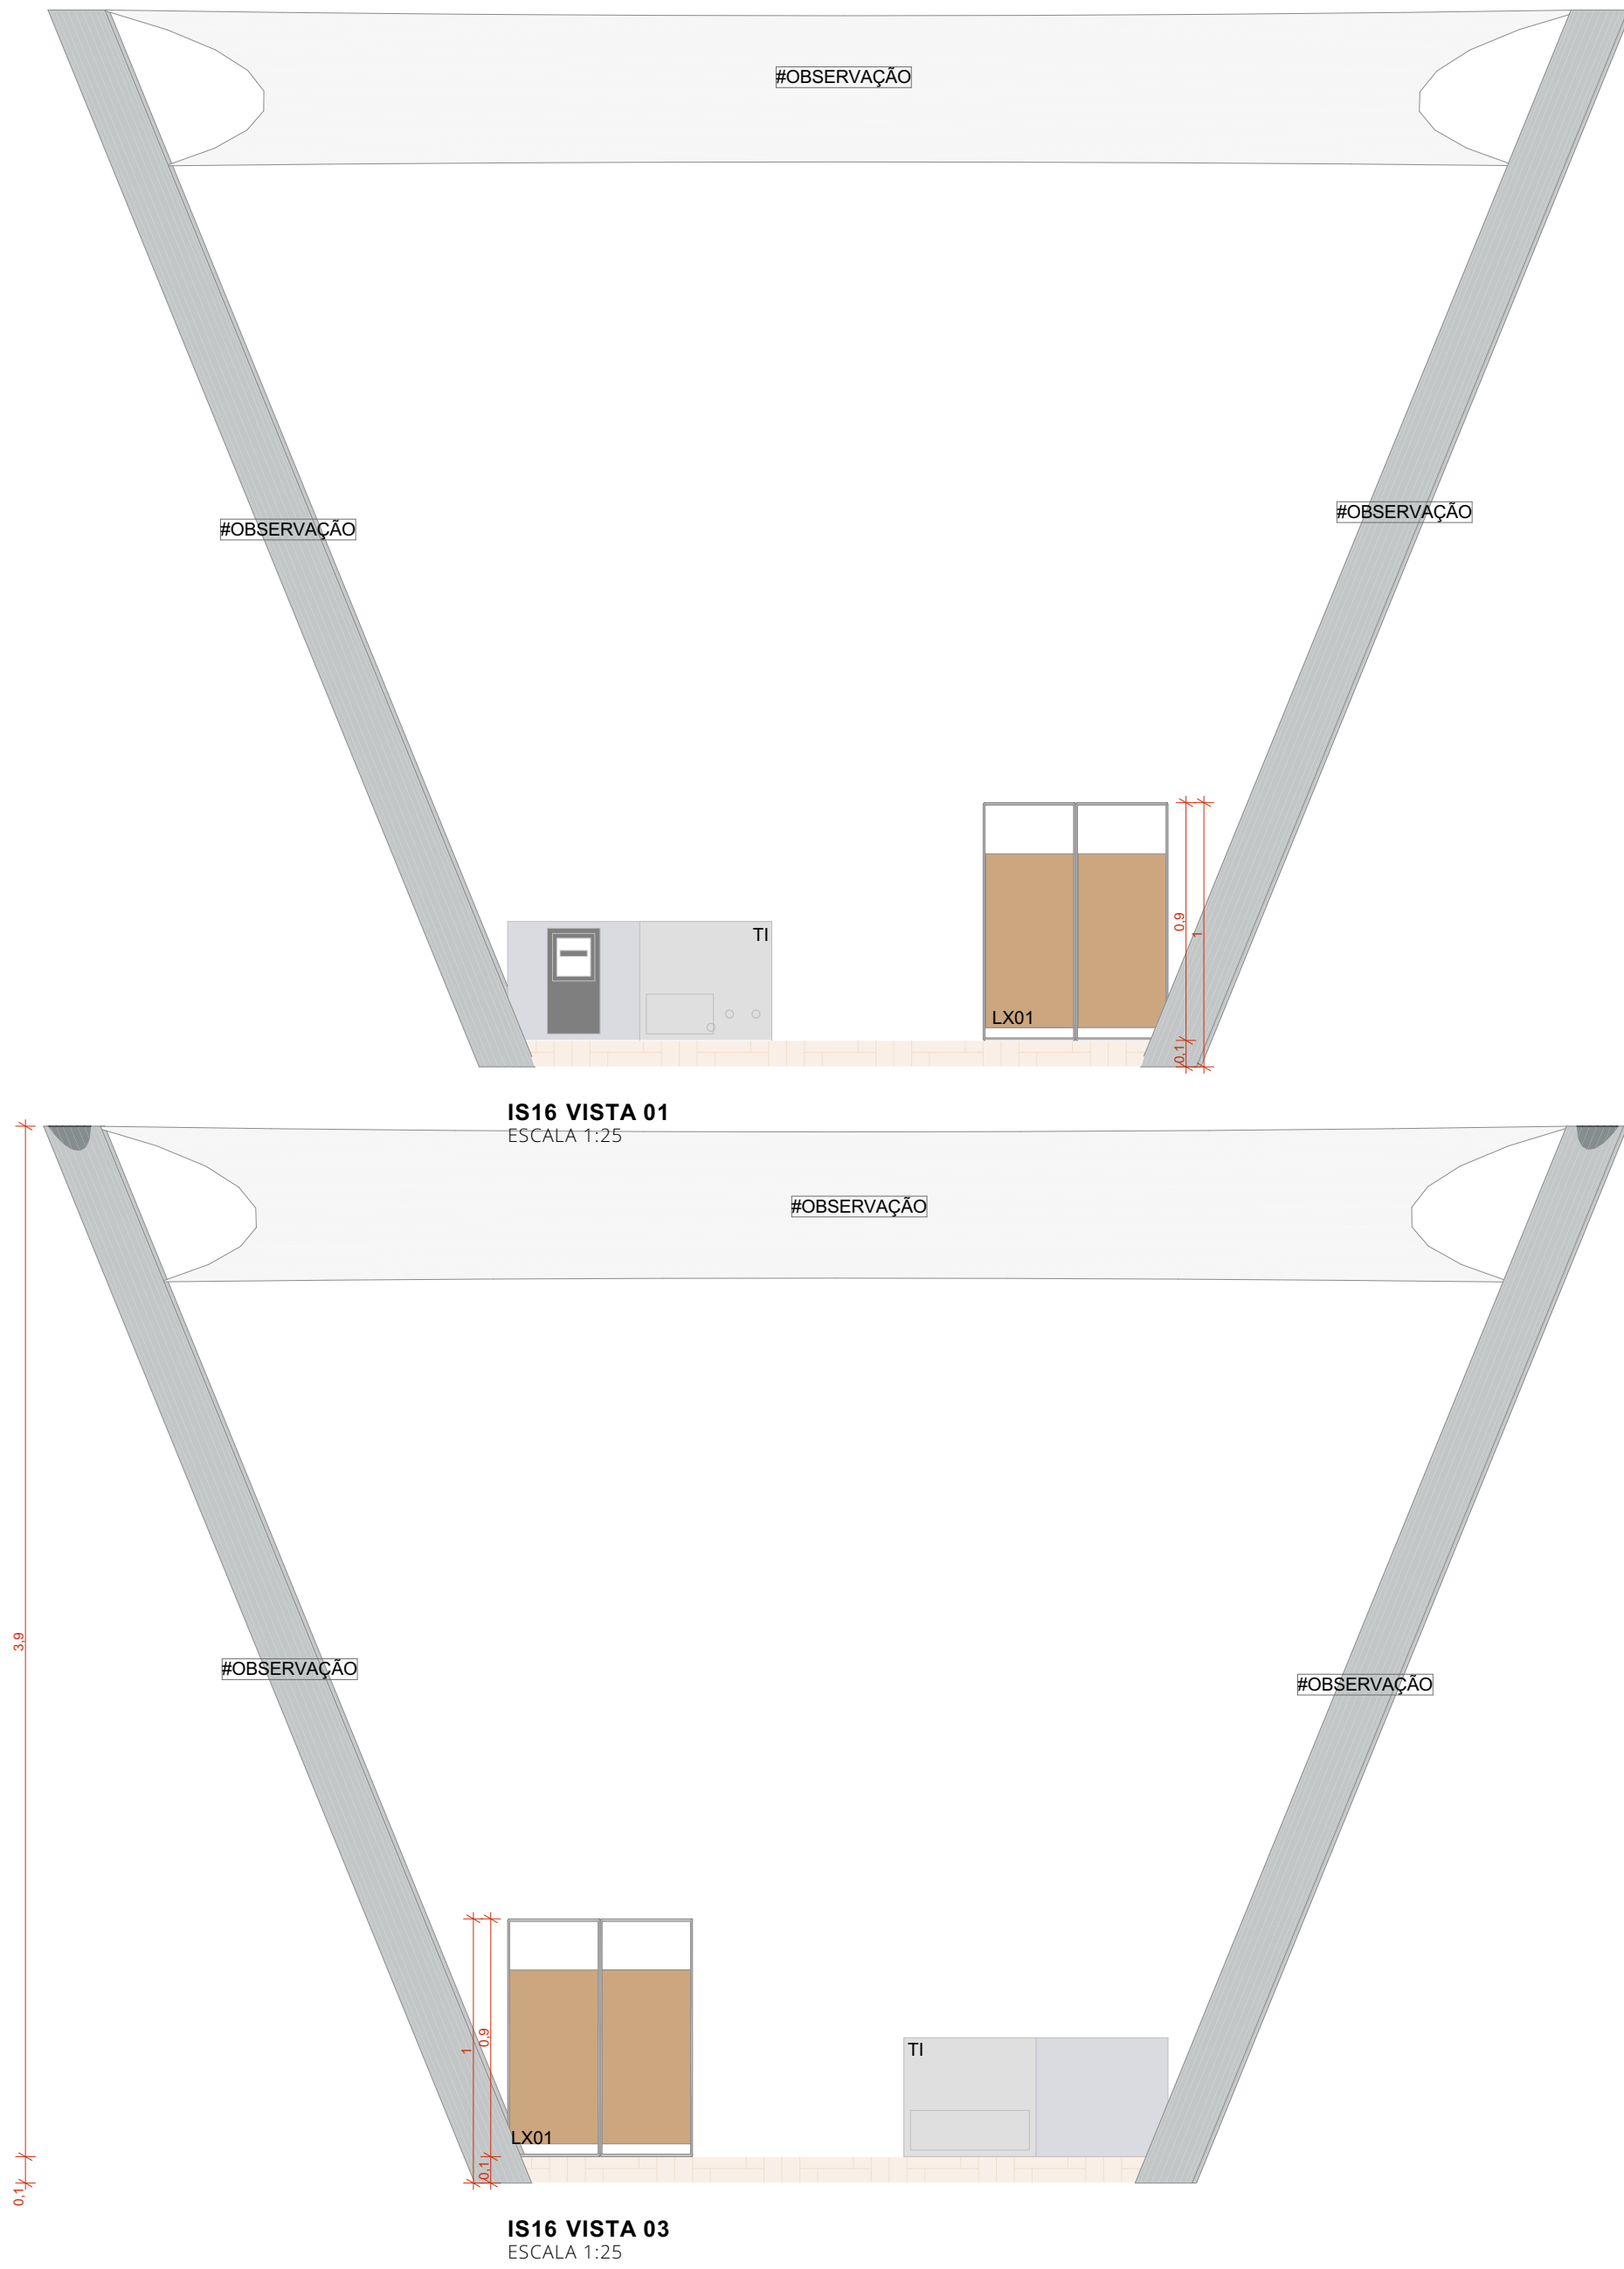 #OBSERVAÇÃO
#OBSERVAÇÃO
#OBSERVAÇÃO
TI
0,9
1
LX01
0,1
IS16 VISTA 01
ESCALA 1:25
#OBSERVAÇÃO
3,9
#OBSERVAÇÃO
#OBSERVAÇÃO
1
0,9
TI
LX01
0,1
0,1
IS16 VISTA 03
ESCALA 1:25